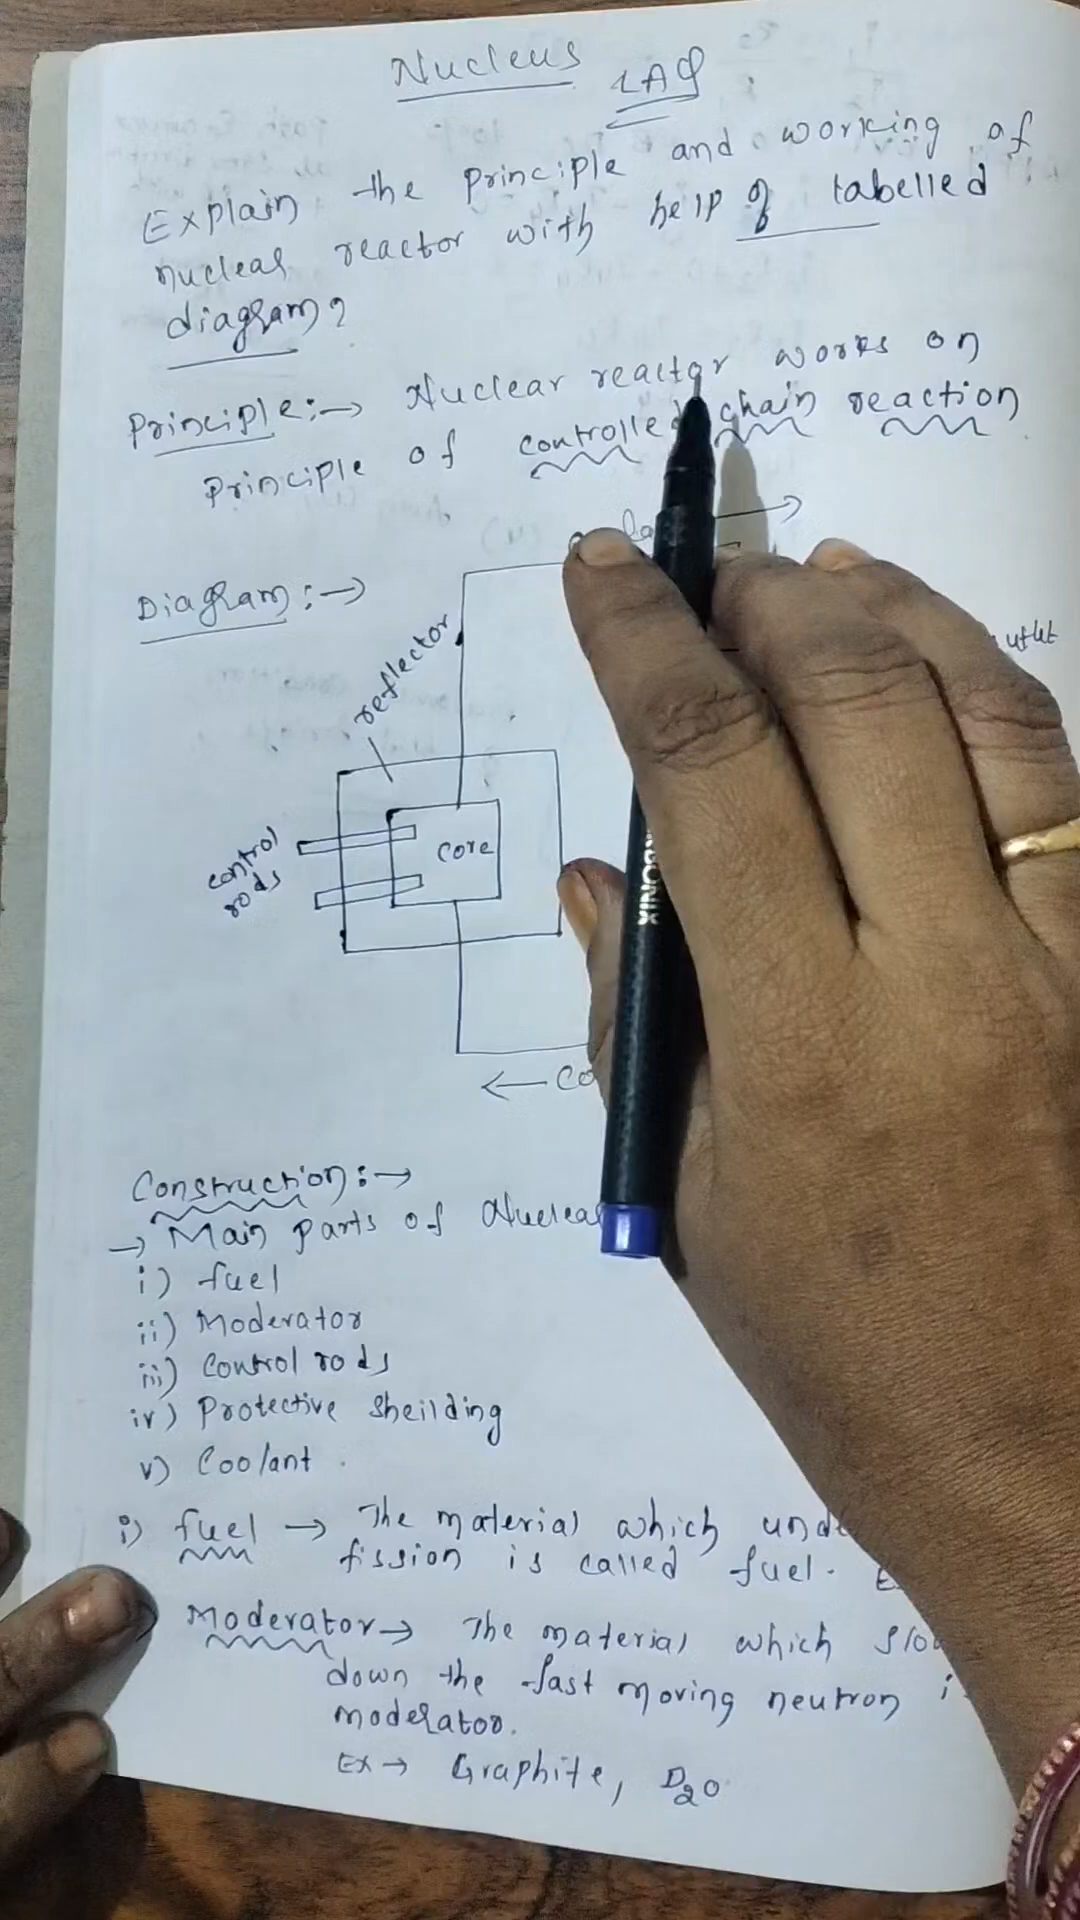 Nucleus
LAQ
Explain the principle and working of
nuclear reactor with help of labelled
diagram?
Principle:→ Nuclear reactor works on
principle of controlled chain reaction
Diagram:→
reflector
control
rods
core
←
Construction:→
→ Main parts of Nuclear
i) fuel
ii) Moderator
iii) Control rods
iv) Protective sheilding
v) Coolant.
i) fuel → The material which
fission is called fuel.
Moderator→ The material which
down the fast moving neutron
moderator.
Ex→ Graphite, D2O
CARBONIX